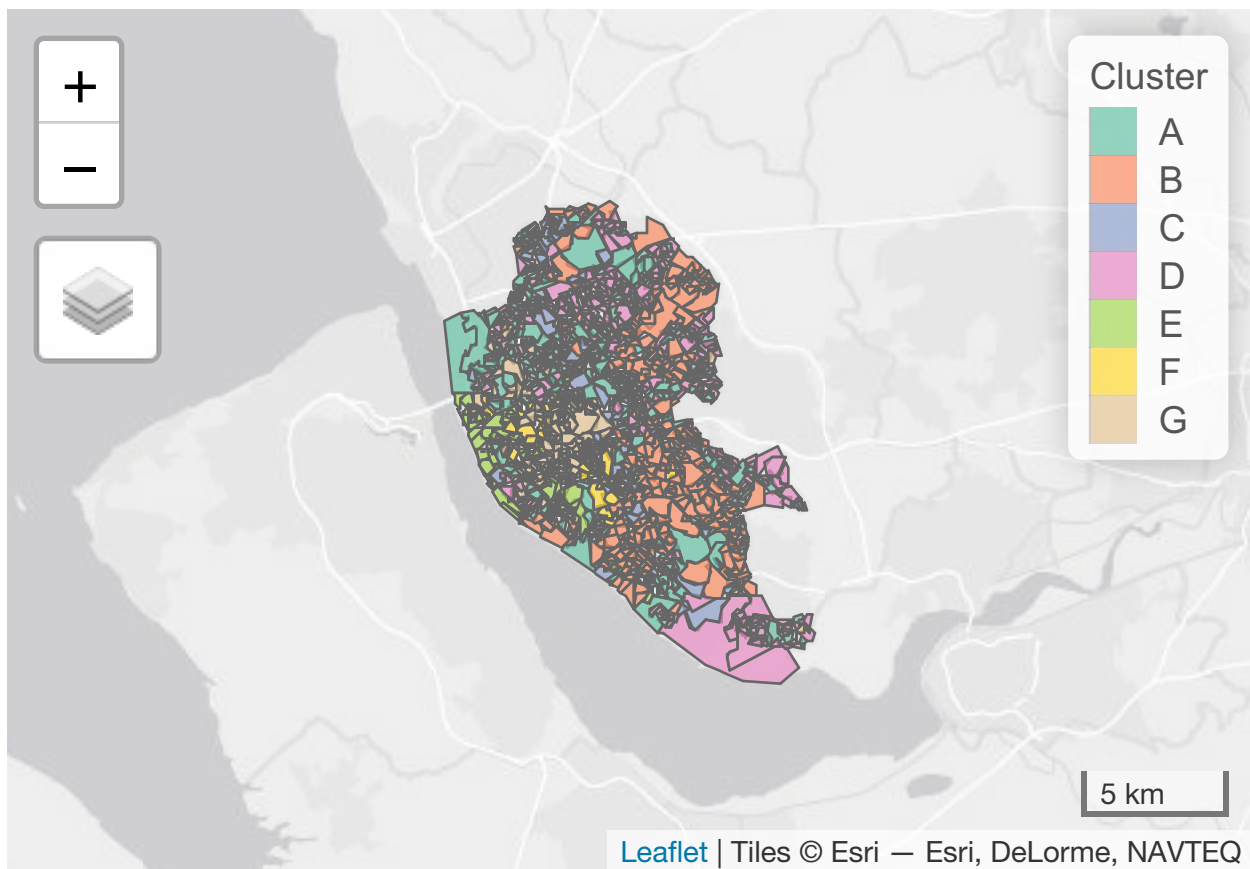 +
−
Cluster
A
B
C
D
E
F
G
5 km
Leaflet | Tiles © Esri — Esri, DeLorme, NAVTEQ